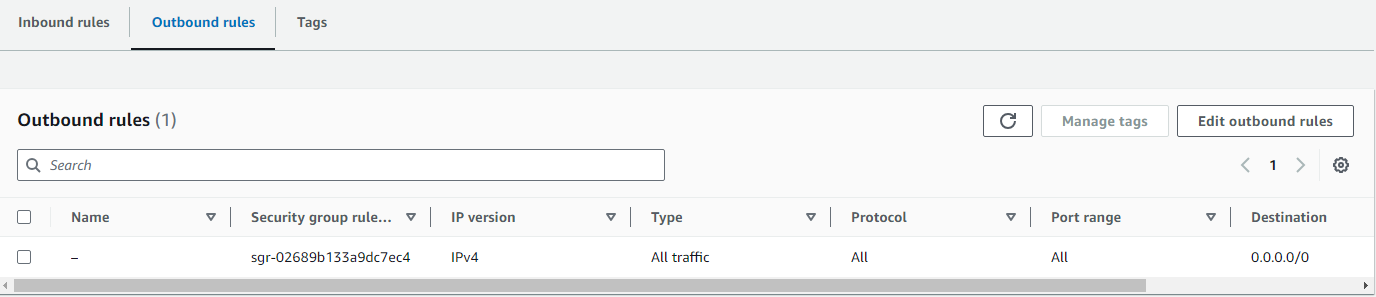 Inbound rules Outbound rules Tags
Outbound rules (1)
Manage tags Edit outbound rules
Search
1
Name Security group rule... IP version Type Protocol Port range Destination
– sgr-02689b133a9dc7ec4 IPv4 All traffic All All 0.0.0.0/0